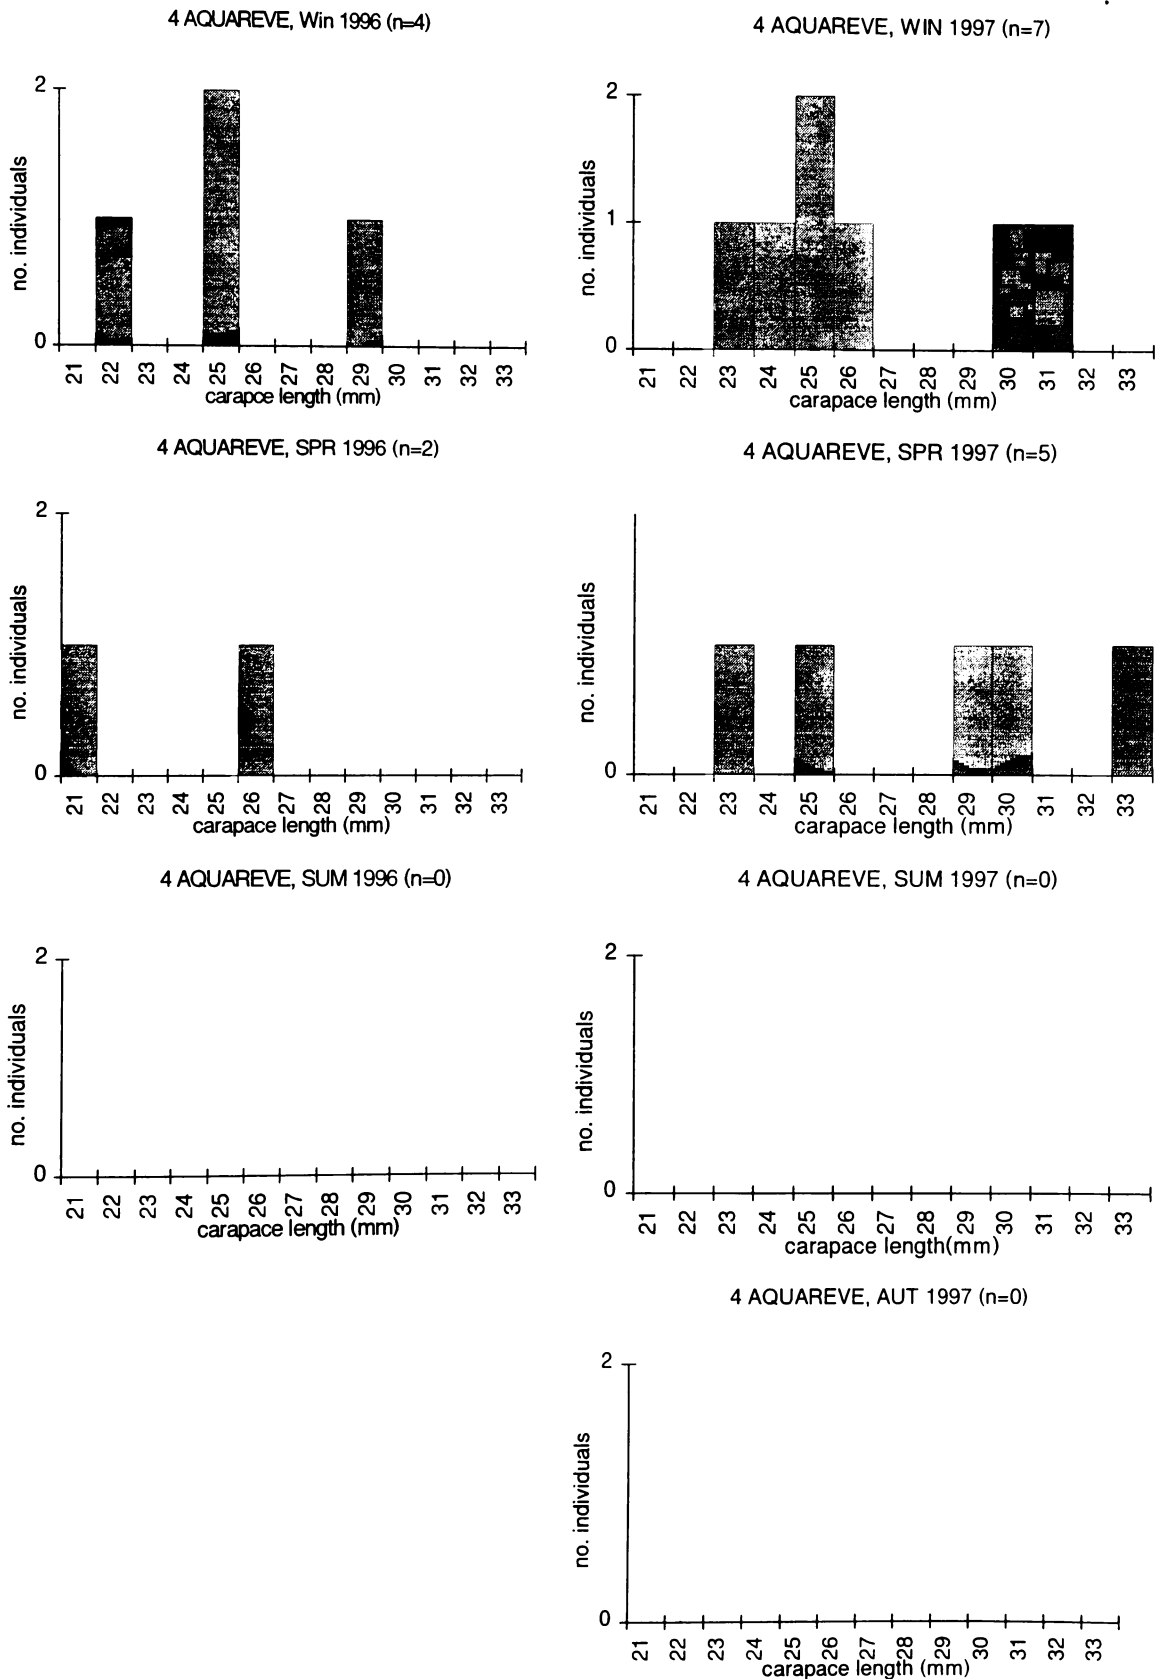 4 AQUAREVE, Win 1996 (n=4)
2
0
no. individuals
21 22 23 24 25 26 27 28 29 30 31 32 33
carapce length (mm)
4 AQUAREVE, WIN 1997 (n=7)
2
1
0
no. individuals
21 22 23 24 25 26 27 28 29 30 31 32 33
carapace length (mm)
4 AQUAREVE, SPR 1996 (n=2)
2
0
no. individuals
21 22 23 24 25 26 27 28 29 30 31 32 33
carapace length (mm)
4 AQUAREVE, SPR 1997 (n=5)
0
no. individuals
21 22 23 24 25 26 27 28 29 30 31 32 33
carapace length (mm)
4 AQUAREVE, SUM 1996 (n=0)
2
0
no. individuals
21 22 23 24 25 26 27 28 29 30 31 32 33
carapace length (mm)
4 AQUAREVE, SUM 1997 (n=0)
2
0
no. individuals
21 22 23 24 25 26 27 28 29 30 31 32 33
carapace length(mm)
4 AQUAREVE, AUT 1997 (n=0)
2
0
no. individuals
21 22 23 24 25 26 27 28 29 30 31 32 33
carapace length (mm)